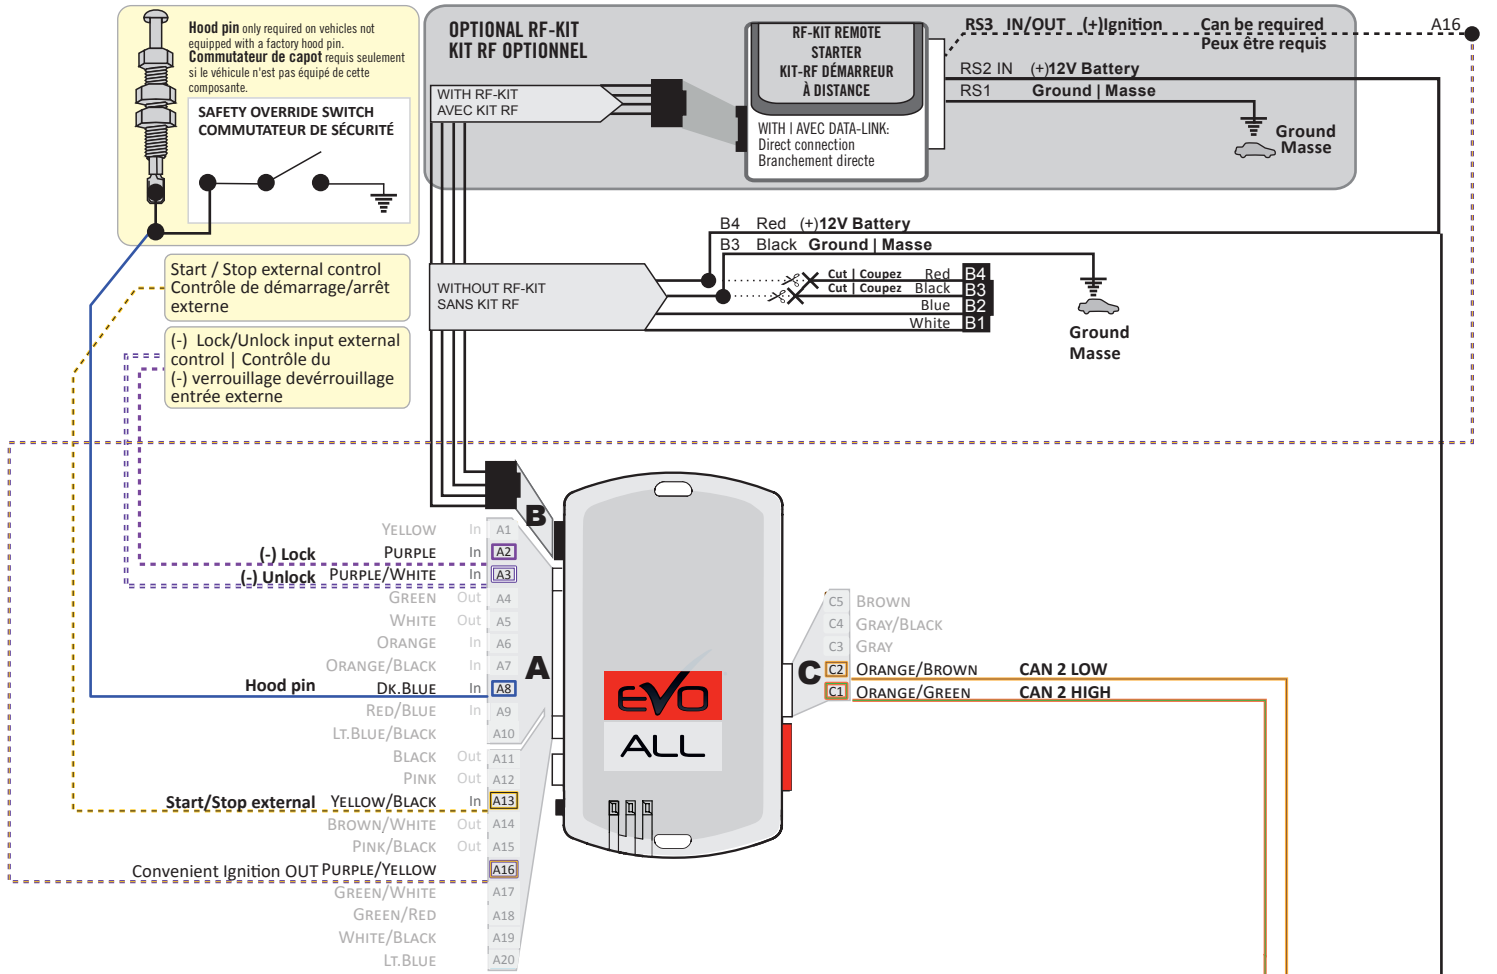 Hood pin only required on vehicles not
equipped with a factory hood pin.
Commutateur de capot requis seulement
si le véhicule n'est pas équipé de cette
composante.
SAFETY OVERRIDE SWITCH
COMMUTATEUR DE SÉCURITÉ
OPTIONAL RF-KIT
KIT RF OPTIONNEL
WITH RF-KIT
AVEC KIT RF
RF-KIT REMOTE
STARTER
KIT-RF DÉMARREUR
À DISTANCE
WITH | AVEC DATA-LINK:
Direct connection
Branchement directe
RS3 IN/OUT (+)Ignition Can be required A16
Peux être requis
RS2 IN (+)12V Battery
RS1 Ground | Masse
Ground
Masse
B4 Red (+)12V Battery
B3 Black Ground | Masse
WITHOUT RF-KIT
SANS KIT RF
Cut | Coupez Red B4
Cut | Coupez Black B3
Blue B2
White B1
Ground
Masse
Start / Stop external control
Contrôle de démarrage/arrêt
externe
(-) Lock/Unlock input external
control | Contrôle du
(-) verrouillage devérrouillage
entrée externe
B
YELLOW In A1
(-) Lock PURPLE In A2
(-) Unlock PURPLE/WHITE In A3
GREEN Out A4
WHITE Out A5
ORANGE In A6
ORANGE/BLACK In A7
A
Hood pin DK.BLUE In A8
RED/BLUE In A9
LT.BLUE/BLACK A10
BLACK Out A11
PINK Out A12
Start/Stop external YELLOW/BLACK In A13
BROWN/WHITE Out A14
PINK/BLACK Out A15
Convenient Ignition OUT PURPLE/YELLOW A16
GREEN/WHITE A17
GREEN/RED A18
WHITE/BLACK A19
LT.BLUE A20
EVO
ALL
C
C5 BROWN
C4 GRAY/BLACK
C3 GRAY
C2 ORANGE/BROWN CAN 2 LOW
C1 ORANGE/GREEN CAN 2 HIGH